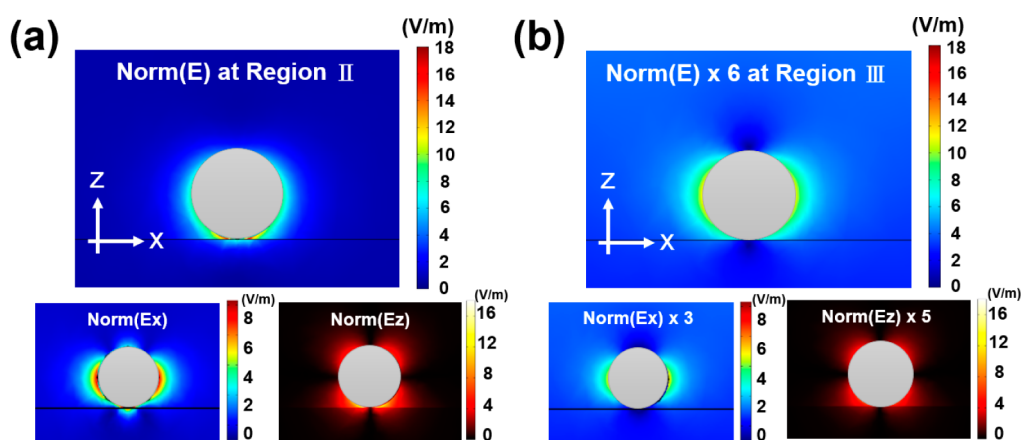 (a)
(V/m)
Norm(E) at Region Ⅱ
18
16
14
12
10
8
6
4
2
0
Z
X
(V/m)
Norm(Ex)
8
6
4
2
0
(V/m)
Norm(Ez)
16
12
8
4
0
(b)
(V/m)
Norm(E) x 6 at Region Ⅲ
18
16
14
12
10
8
6
4
2
0
Z
X
(V/m)
Norm(Ex) x 3
8
6
4
2
0
(V/m)
Norm(Ez) x 5
16
12
8
4
0